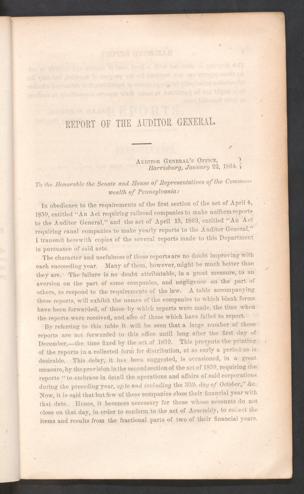 REPORT OF THE AUDITOR GENERAL.
AUDITOR GENERAL'S OFFICE,
Harrisburg, January 22, 1864.
To the Honorable the Senate and House of Representatives of the Common-
wealth of Pennsylvania:
In obedience to the requirements of the first section of the act of April 4,
1859, entitled "An Act requiring railroad companies to make uniform reports
to the Auditor General," and the act of April 13, 1863, entitled "An Act
requiring canal companies to make yearly reports to the Auditor General,"
I transmit herewith copies of the several reports made to this Department
in pursuance of said acts.
The character and usefulness of these reports are no doubt improving with
each succeeding year. Many of them, however, might be much better than
they are. The failure is no doubt attributable, in a great measure, to an
aversion on the part of some companies, and negligence on the part of
others, to respond to the requirements of the law. A table accompanying
these reports, will exhibit the names of the companies to which blank forms
have been forwarded, of those by which reports were made, the time when
the reports were received, and also of those which have failed to report.
By referring to this table it will be seen that a large number of these
reports are not forwarded to this office until long after the first day of
December,—the time fixed by the act of 1859. This prevents the printing
of the reports in a collected form for distribution, at as early a period as is
desirable. This delay, it has been suggested, is occasioned, in a great
measure, by the provision in the second section of the act of 1859, requiring the
reports "to embrace in detail the operations and affairs of said corporations
during the preceding year, up to and including the 30th day of October," &c.
Now, it is said that but few of these companies close their financial year with
that date. Hence, it becomes necessary for those whose accounts do not
close on that day, in order to conform to the act of Assembly, to collect the
items and results from the fractional parts of two of their financial years.